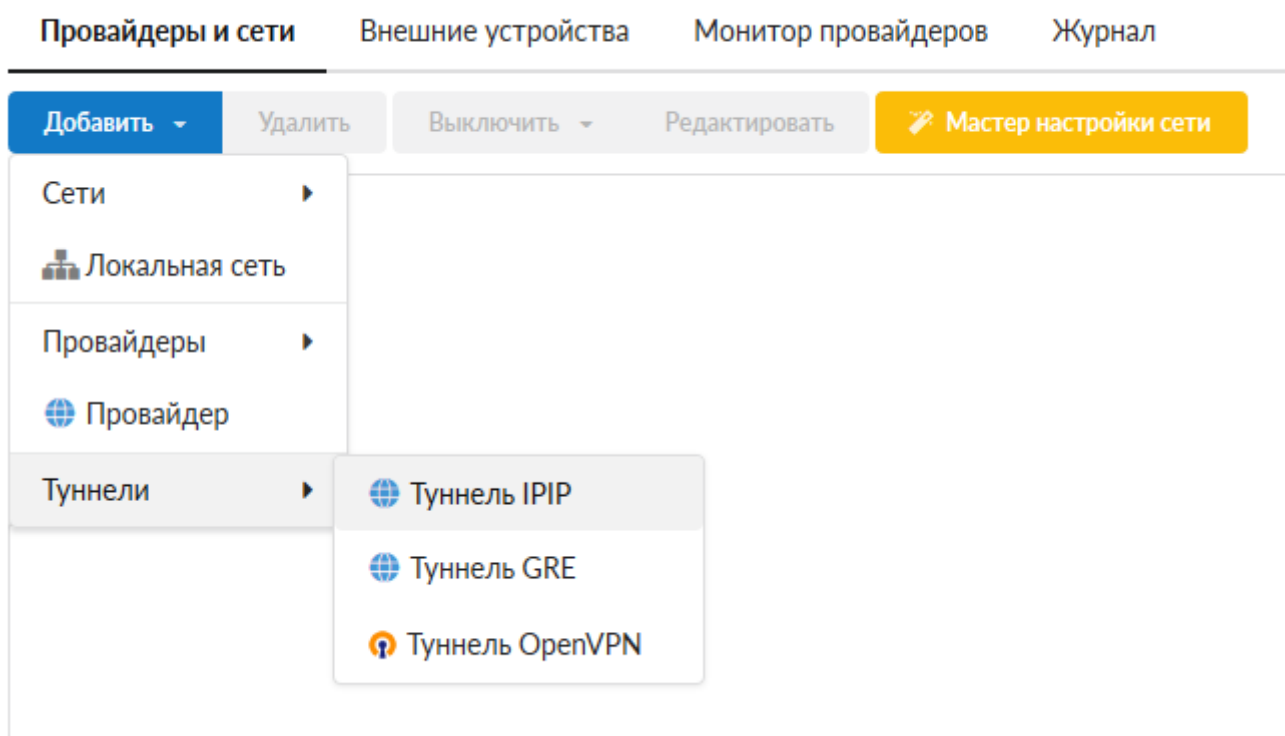 Провайдеры и сети Внешние устройства Монитор провайдеров Журнал
Добавить Удалить Выключить Редактировать Мастер настройки сети
Сети
Локальная сеть
Провайдеры
Провайдер
Туннели
Туннель IPIP
Туннель GRE
Туннель OpenVPN